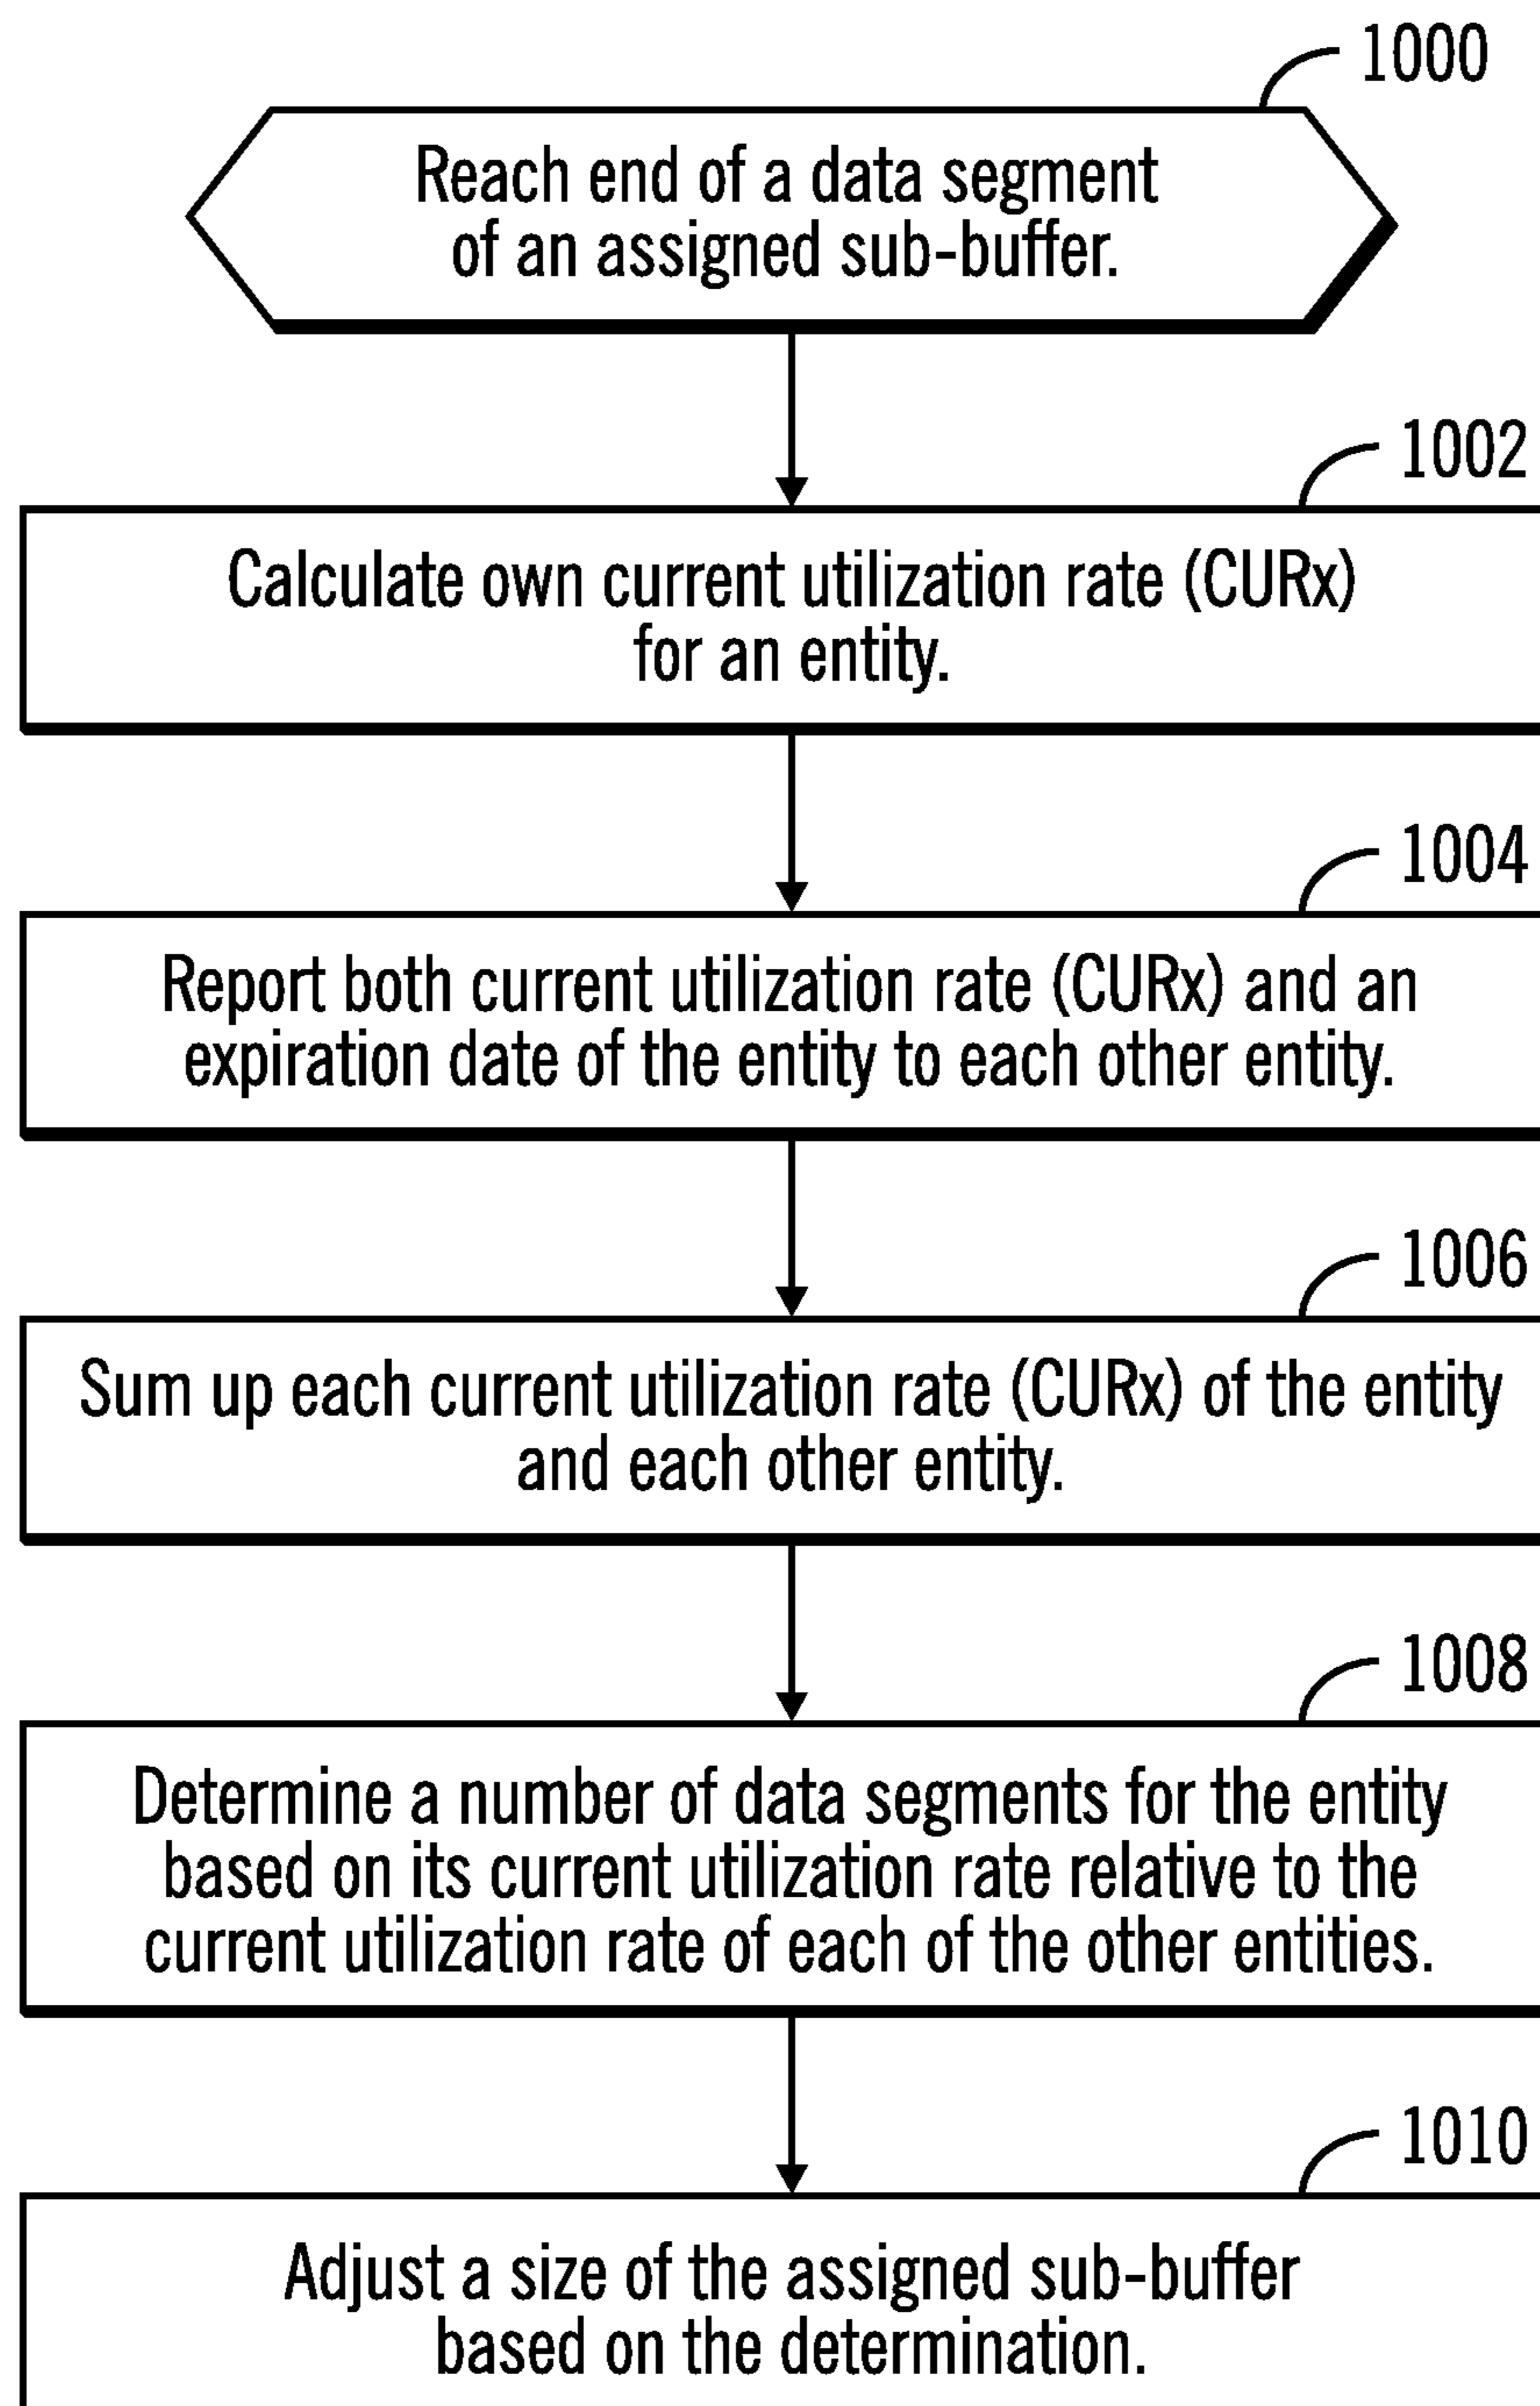 1000
Reach end of a data segment
of an assigned sub-buffer.
1002
Calculate own current utilization rate (CURx)
for an entity.
1004
Report both current utilization rate (CURx) and an
expiration date of the entity to each other entity.
1006
Sum up each current utilization rate (CURx) of the entity
and each other entity.
1008
Determine a number of data segments for the entity
based on its current utilization rate relative to the
current utilization rate of each of the other entities.
1010
Adjust a size of the assigned sub-buffer
based on the determination.